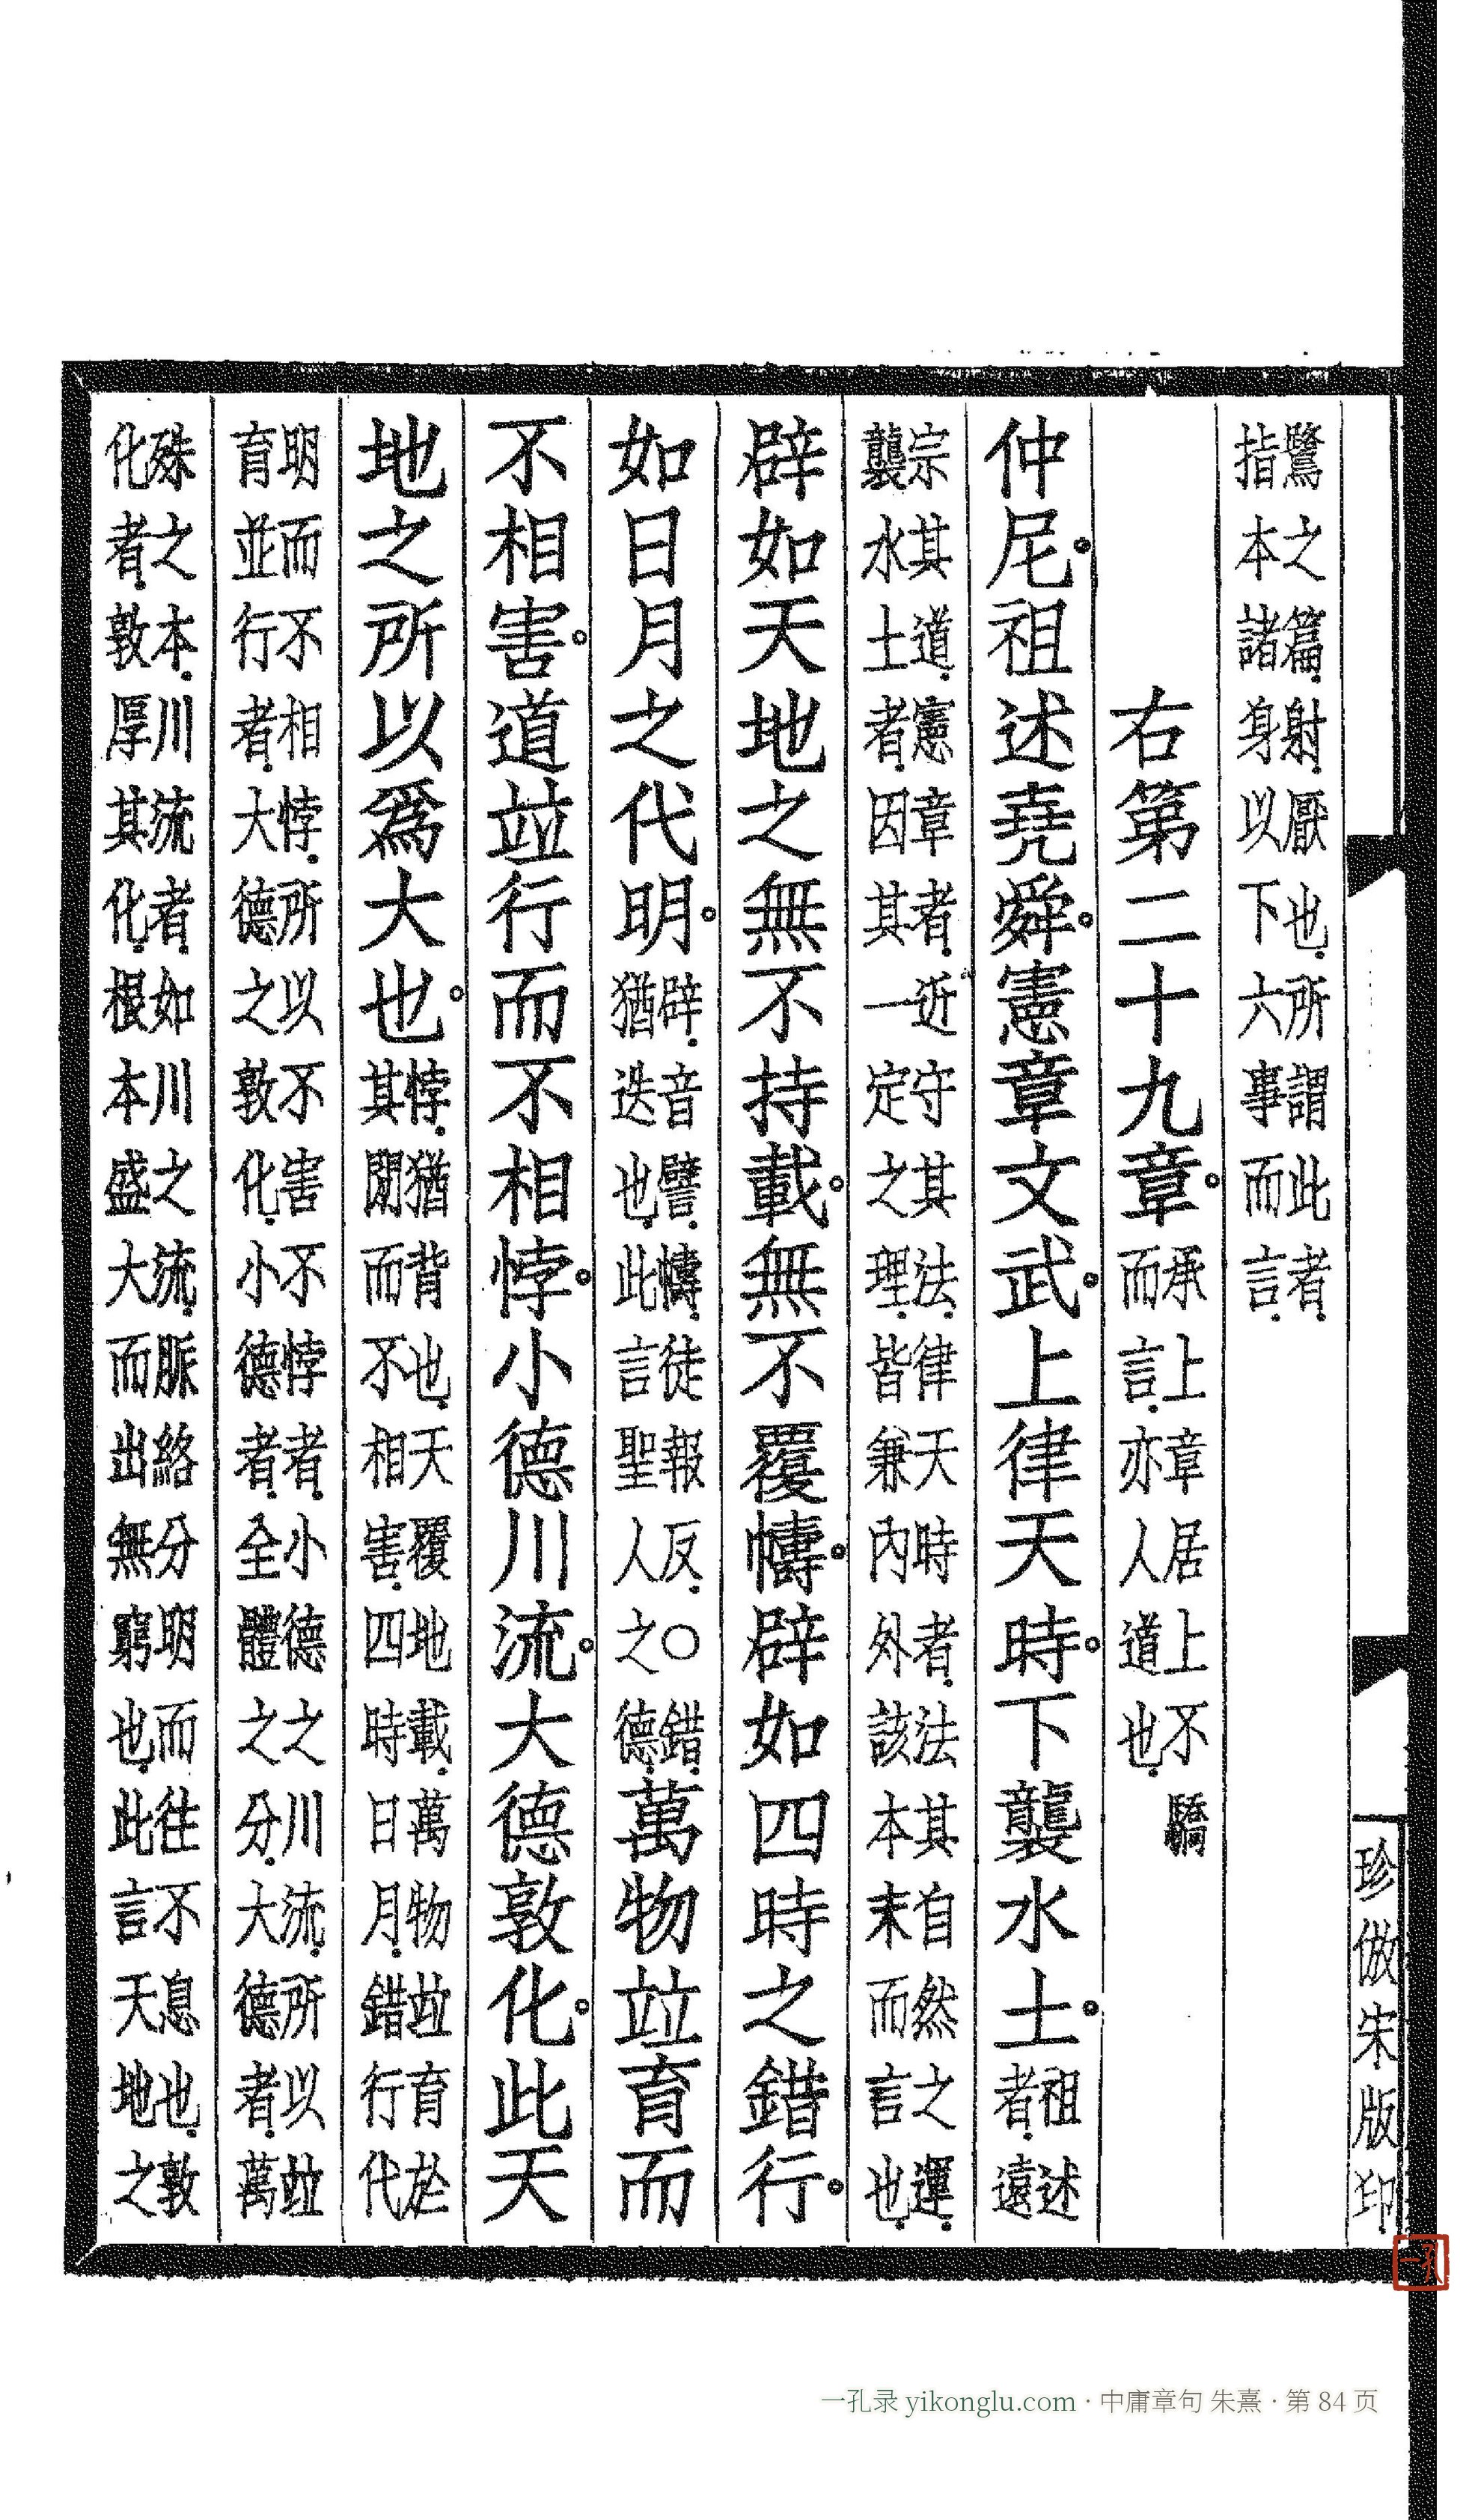 鷺之篇射厭也所謂此者
指本諸身以下六事而言
右第二十九章承上章居上不驕
而言亦人道也
仲尼祖述堯舜憲章文武上律天時下襲水土祖述
者遠
宗其道憲章者近守其法律天時者法其自然之運
襲水土者因其一定之理皆兼內外該本末而言也
辟如天地之無不持載無不覆幬辟如四時之錯行
如日月之代明辟音譬幬徒報反○錯
猶迭也此言聖人之德
萬物竝育而
不相害道竝行而不相悖小德川流大德敦化此天
地之所以爲大也悖猶背也天覆地載萬物竝育於
其閒而不相害四時日月錯行代
明而不相悖所以不害不悖者小德之川流所以竝
育並行者大德之敦化小德者全體之分大德者萬
殊之本川流者如川之流脈絡分明而往不息也敦
化者敦厚其化根本盛大而出無窮也此言天地之
珍倣宋版印
一孔
一孔录 yikonglu.com · 中庸章句 朱熹 · 第 84 页